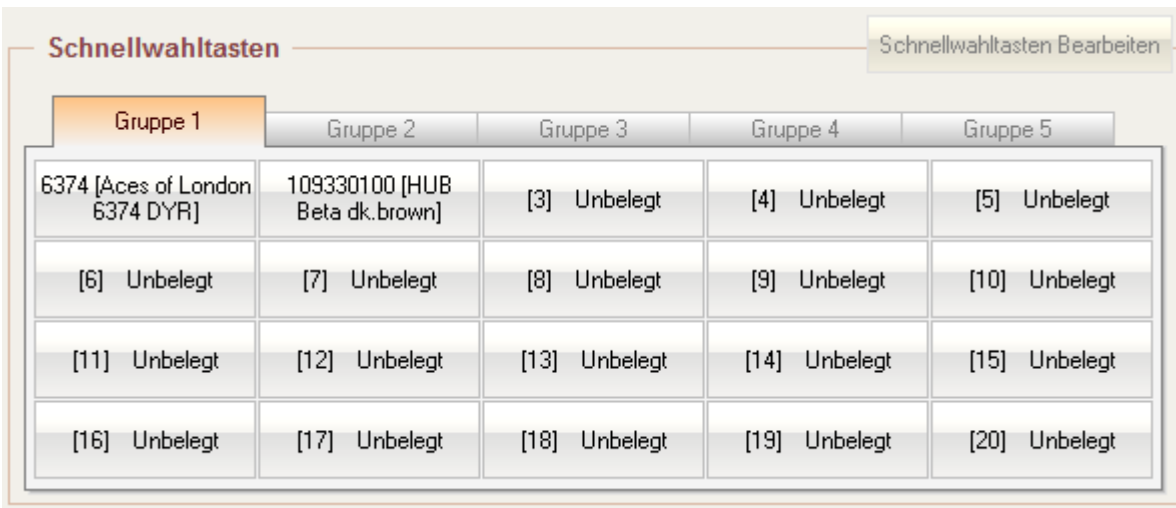 Schnellwahltasten
Schnellwahltasten Bearbeiten
Gruppe 1
Gruppe 2
Gruppe 3
Gruppe 4
Gruppe 5
6374 [Aces of London
6374 DYR]
109330100 [HUB
Beta dk.brown]
[3] Unbelegt
[4] Unbelegt
[5] Unbelegt
[6] Unbelegt
[7] Unbelegt
[8] Unbelegt
[9] Unbelegt
[10] Unbelegt
[11] Unbelegt
[12] Unbelegt
[13] Unbelegt
[14] Unbelegt
[15] Unbelegt
[16] Unbelegt
[17] Unbelegt
[18] Unbelegt
[19] Unbelegt
[20] Unbelegt